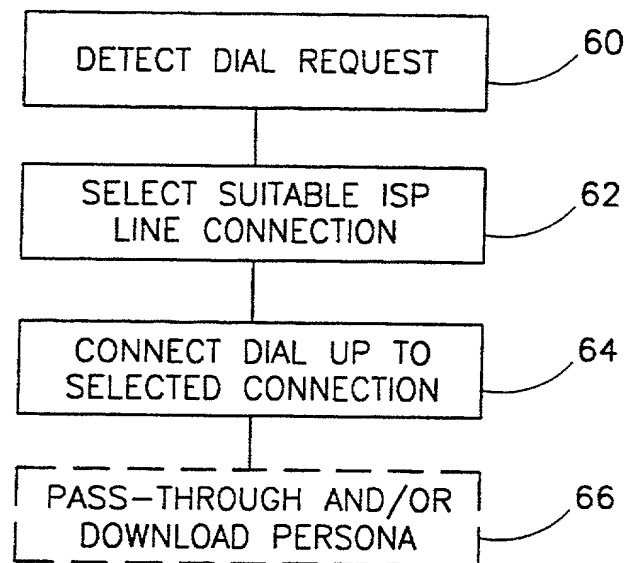 DETECT DIAL REQUEST
60
SELECT SUITABLE ISP
LINE CONNECTION
62
CONNECT DIAL UP TO
SELECTED CONNECTION
64
PASS-THROUGH AND/OR
DOWNLOAD PERSONA
66